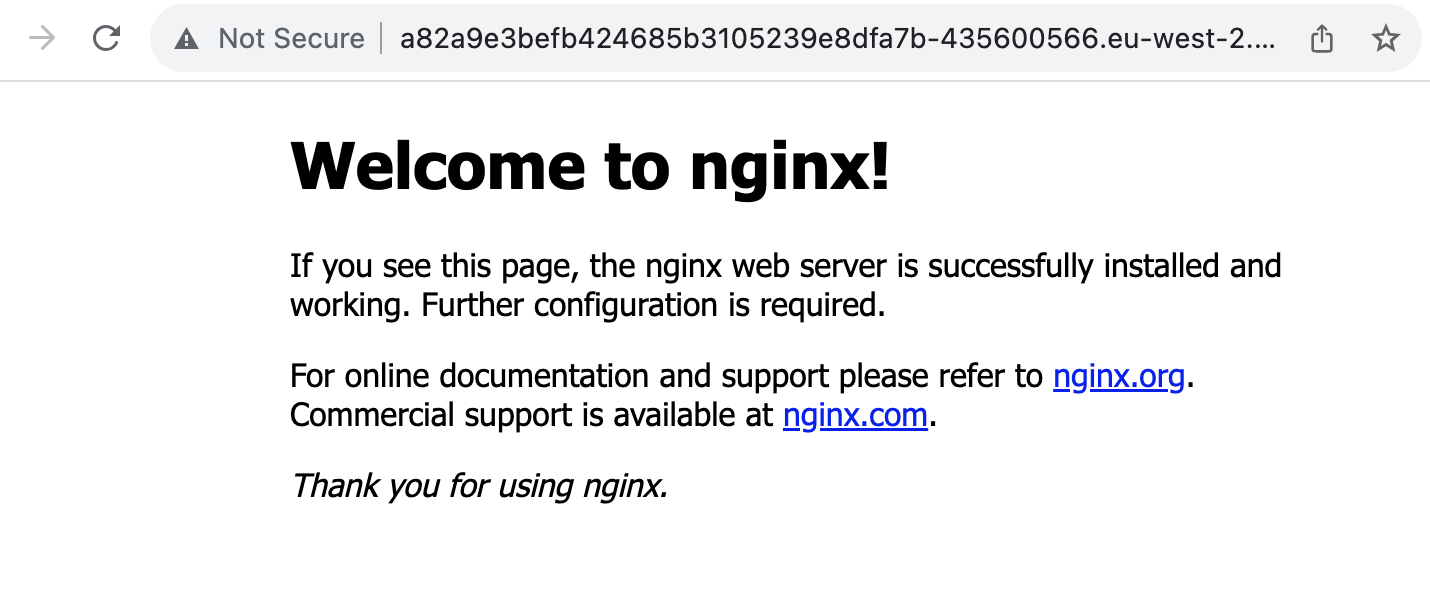 Not Secure | a82a9e3befb424685b3105239e8dfa7b-435600566.eu-west-2....
Welcome to nginx!
If you see this page, the nginx web server is successfully installed and
working. Further configuration is required.
For online documentation and support please refer to nginx.org.
Commercial support is available at nginx.com.
Thank you for using nginx.